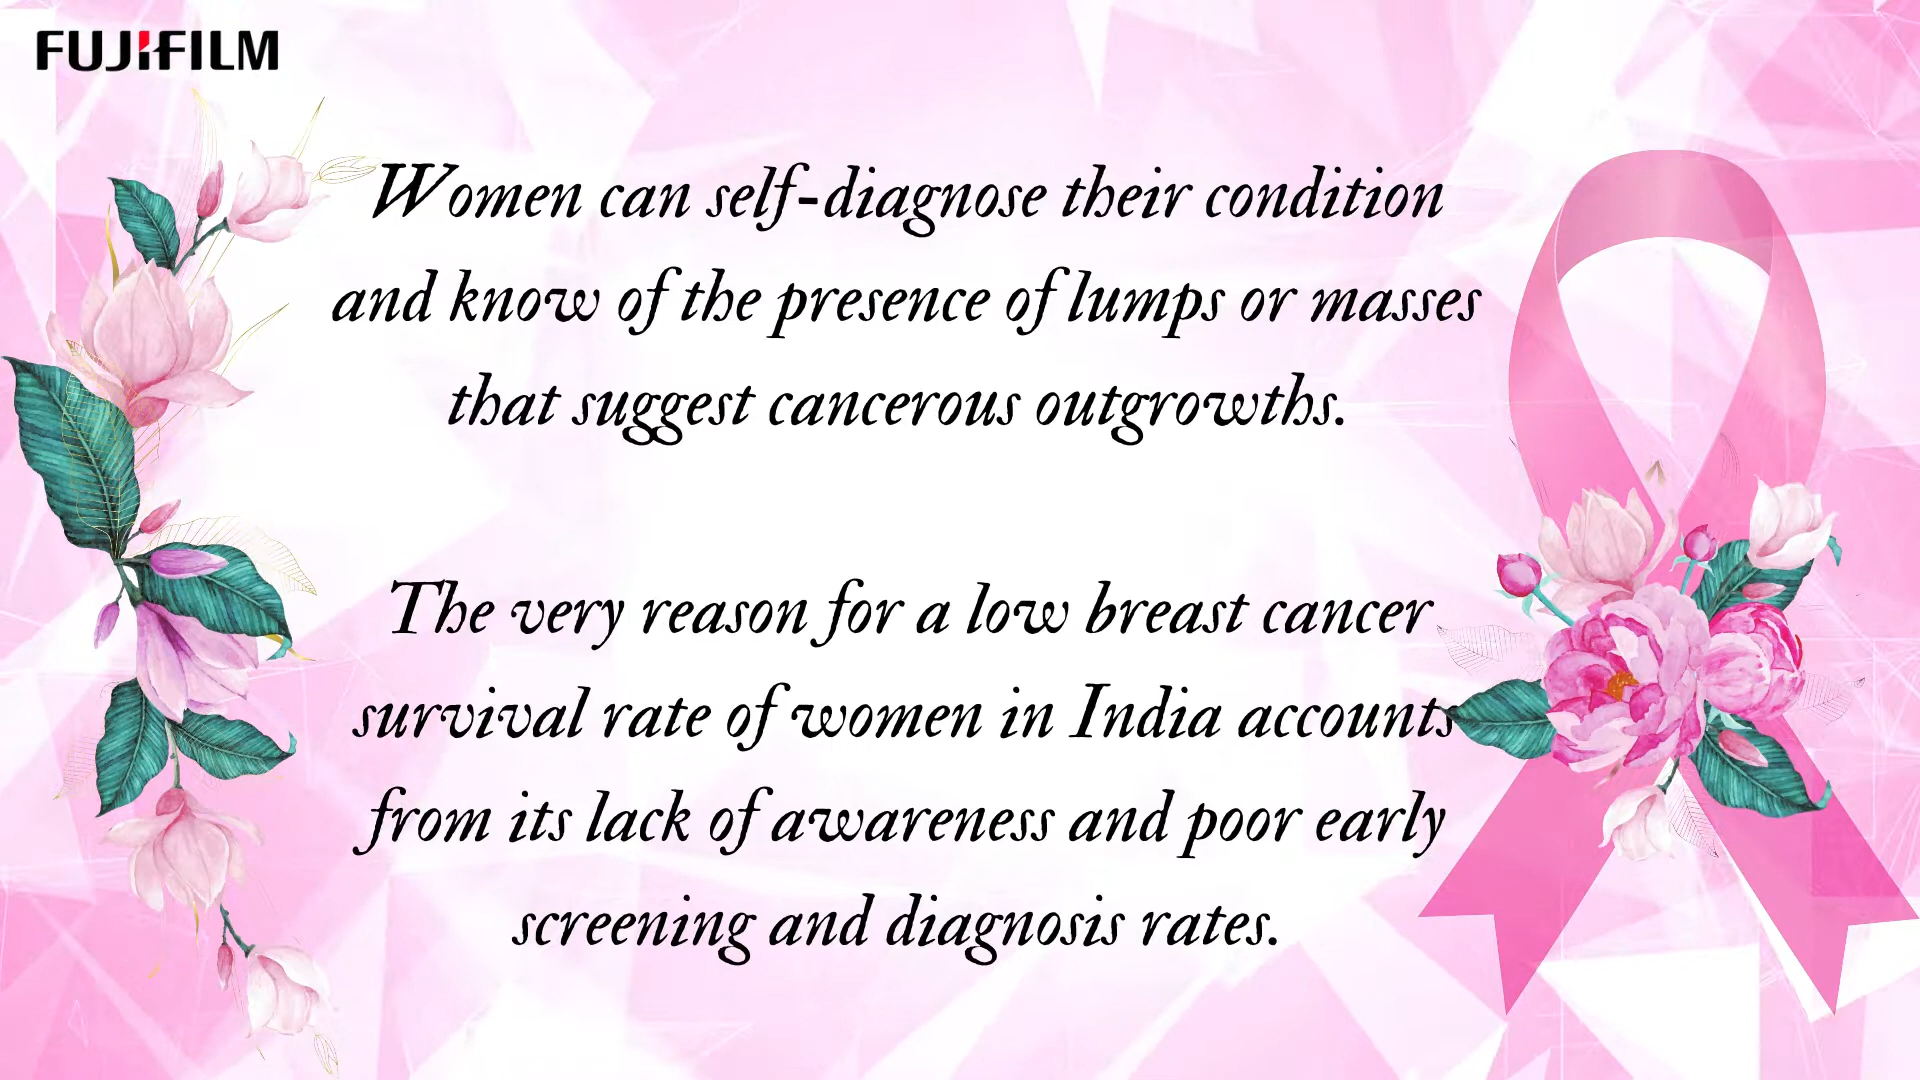 FUJIFILM
Women can self-diagnose their condition
and know of the presence of lumps or masses
that suggest cancerous outgrowths.
The very reason for a low breast cancer
survival rate of women in India accounts
from its lack of awareness and poor early
screening and diagnosis rates.